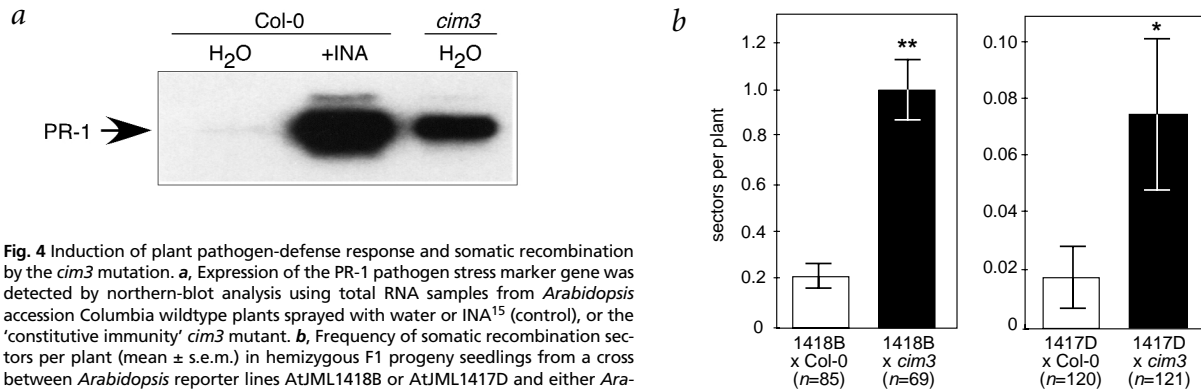 a
Col-0
cim3
H2O
+INA
H2O
PR-1
Fig. 4 Induction of plant pathogen-defense response and somatic recombination
by the cim3 mutation. a, Expression of the PR-1 pathogen stress marker gene was
detected by northern-blot analysis using total RNA samples from Arabidopsis
accession Columbia wildtype plants sprayed with water or INA15 (control), or the
'constitutive immunity' cim3 mutant. b, Frequency of somatic recombination sec-
tors per plant (mean ± s.e.m.) in hemizygous F1 progeny seedlings from a cross
between Arabidopsis reporter lines AtJML1418B or AtJML1417D and either Ara-
b
sectors per plant
1.2
1.0
0.8
0.6
0.4
0.2
0
**
1418B
x Col-0
(n=85)
1418B
x cim3
(n=69)
0.10
0.08
0.06
0.04
0.02
0
*
1417D
x Col-0
(n=120)
1417D
x cim3
(n=121)